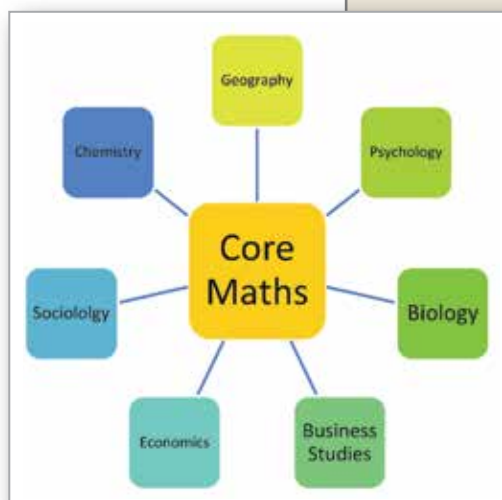 Geography
Chemistry
Psychology
Core
Maths
Sociololgy
Biology
Economics
Business
Studies